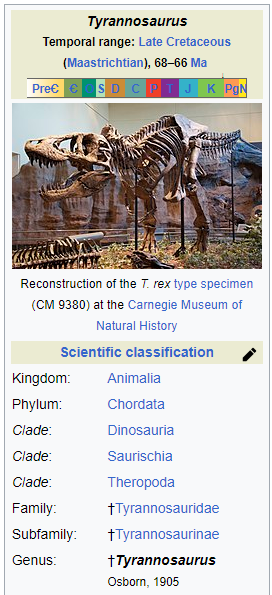 Tyrannosaurus
Temporal range: Late Cretaceous
(Maastrichtian), 68–66 Ma
PreꞒ Ꞓ O S D C P T J K PgN
Reconstruction of the T. rex type specimen
(CM 9380) at the Carnegie Museum of
Natural History
Scientific classification
Kingdom: Animalia
Phylum: Chordata
Clade: Dinosauria
Clade: Saurischia
Clade: Theropoda
Family: †Tyrannosauridae
Subfamily: †Tyrannosaurinae
Genus: †Tyrannosaurus
Osborn, 1905